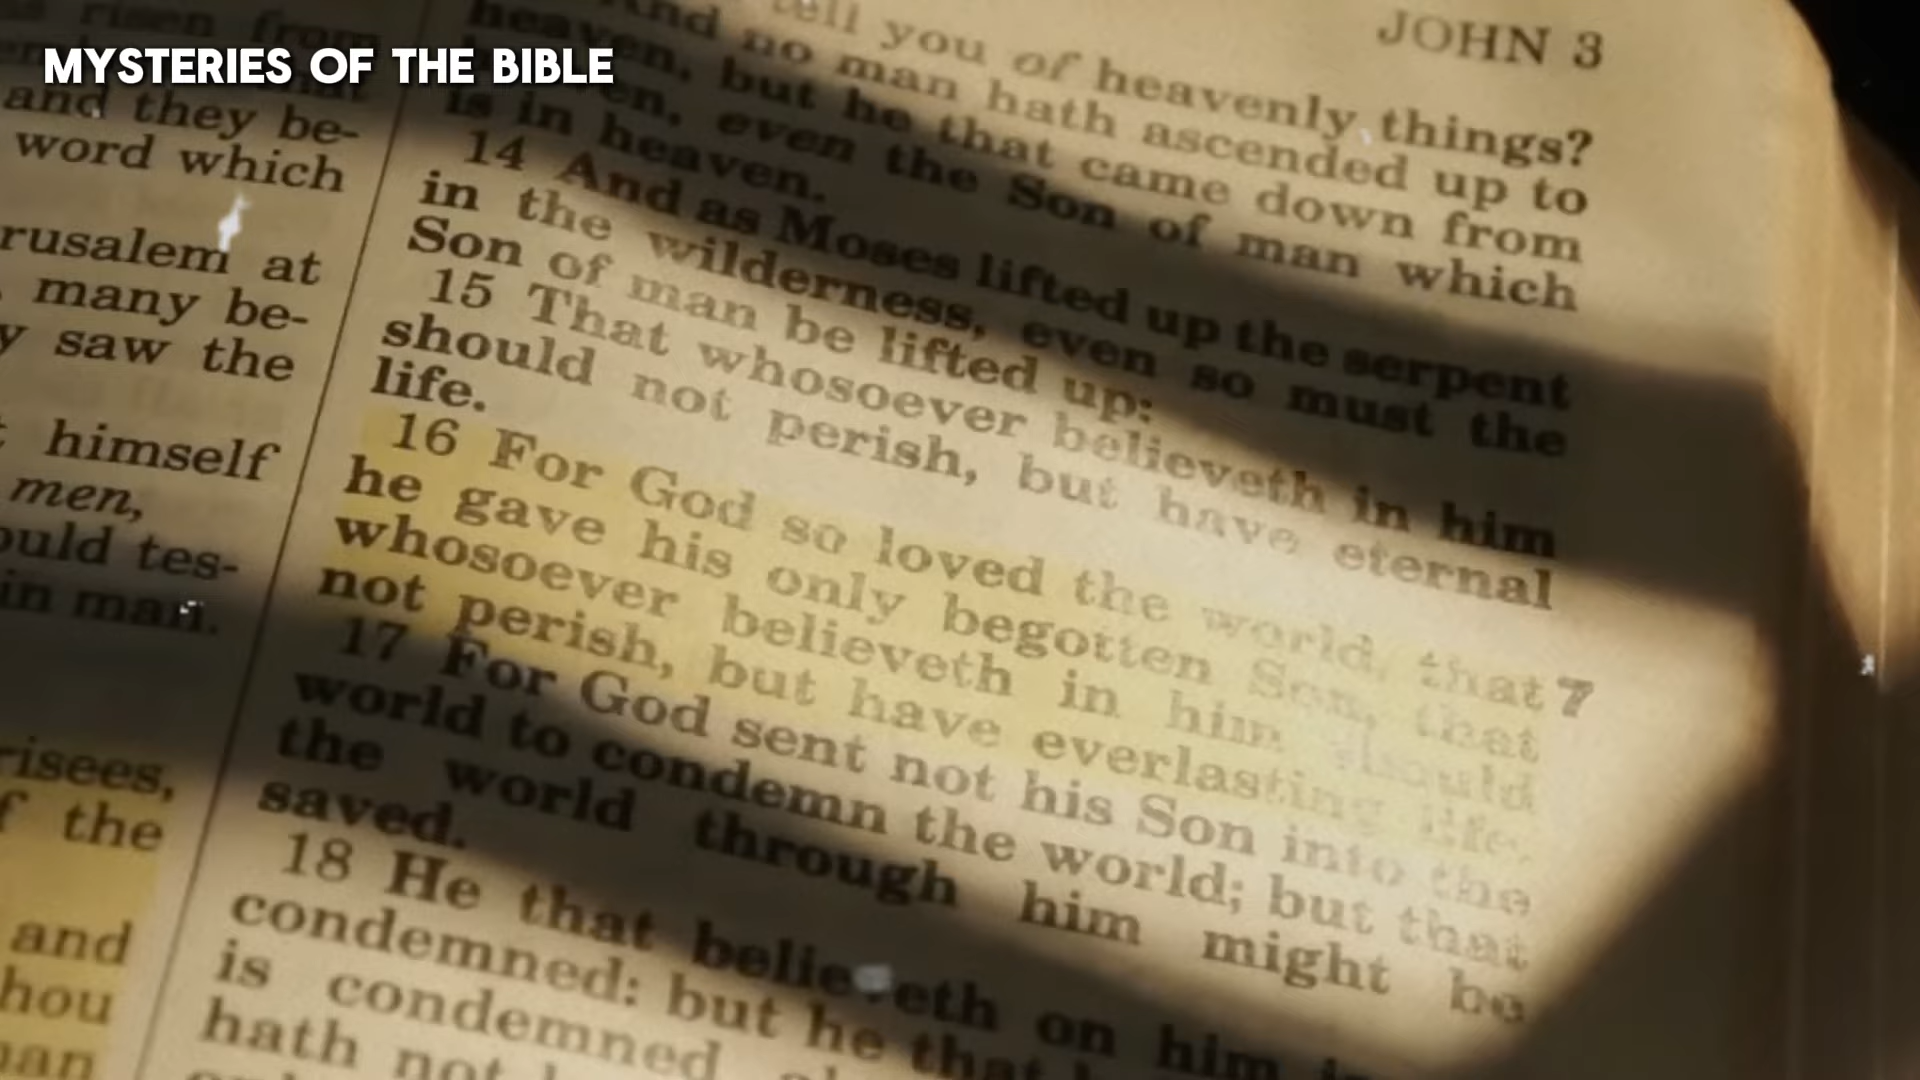 MYSTERIES OF THE BIBLE
JOHN 3
risen from
and they be-
word which
rusalem at
many be-
y saw the
himself
men,
ould tes-
in man.
risees,
f the
and
hou
man
tell you of heavenly things?
And no man hath ascended up to
heaven, but he that came down from
heaven, even the Son of man which
is in heaven.
14 And as Moses lifted up the serpent
in the wilderness, even so must the
Son of man be lifted up:
15 That whosoever believeth in him
should not perish, but have eternal
life.
16 For God so loved the world, that 7
he gave his only begotten Son, that
whosoever believeth in him should
not perish, but have everlasting life.
17 For God sent not his Son into the
world to condemn the world; but that
the world through him might be
saved.
18 He that believeth on him is
condemned: but he that
is condemned
hath not